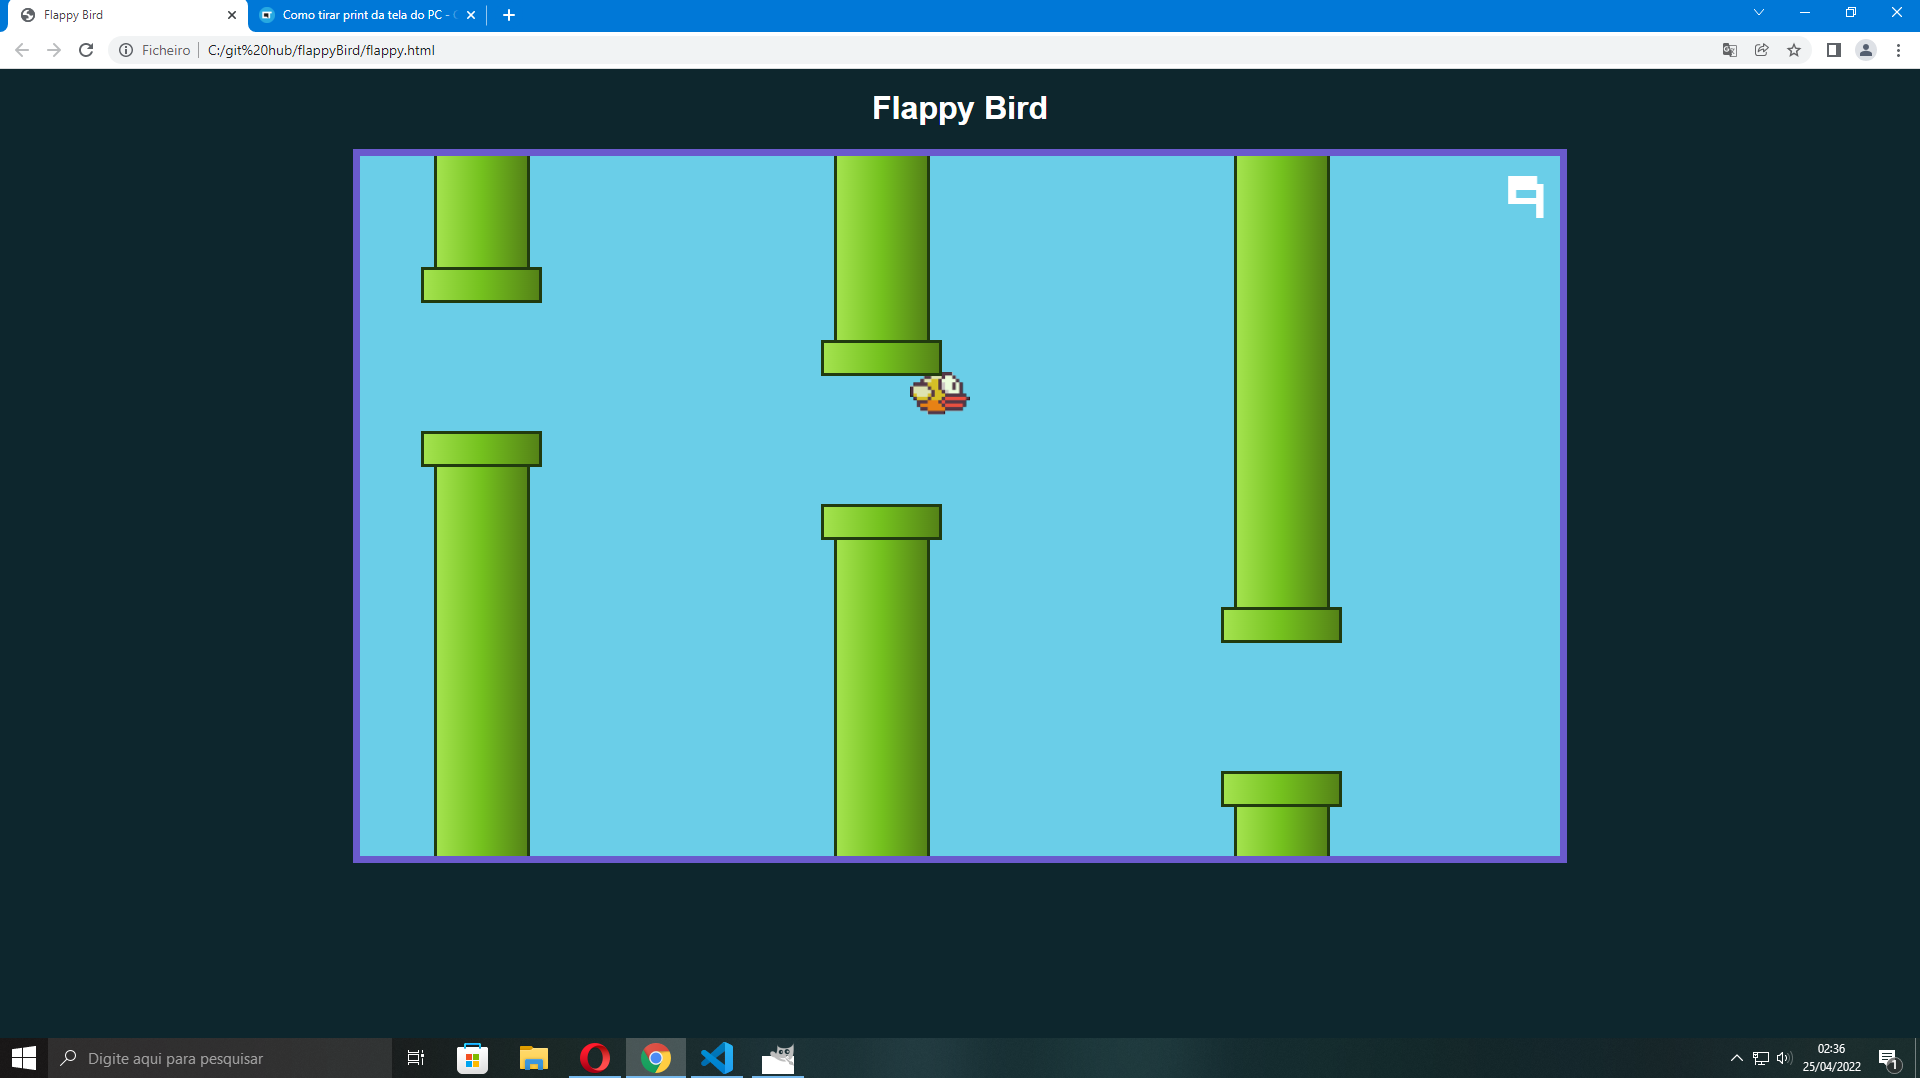 Flappy Bird
Como tirar print da tela do PC -
Ficheiro
C:/git%20hub/flappyBird/flappy.html
Flappy Bird
9
Digite aqui para pesquisar
02:36
25/04/2022
1